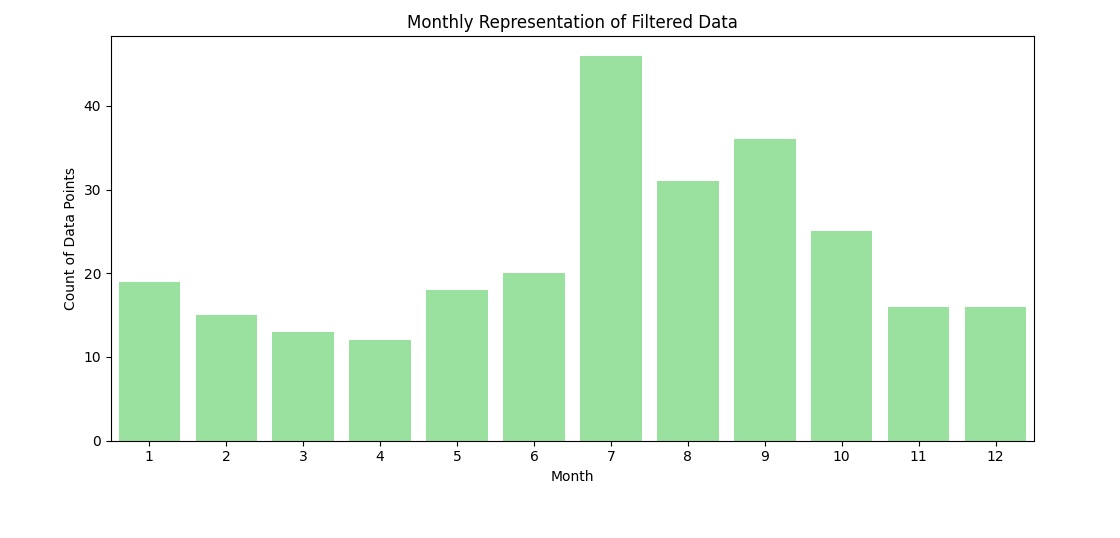 Monthly Representation of Filtered Data
Count of Data Points
40
30
20
10
0
1 2 3 4 5 6 7 8 9 10 11 12
Month